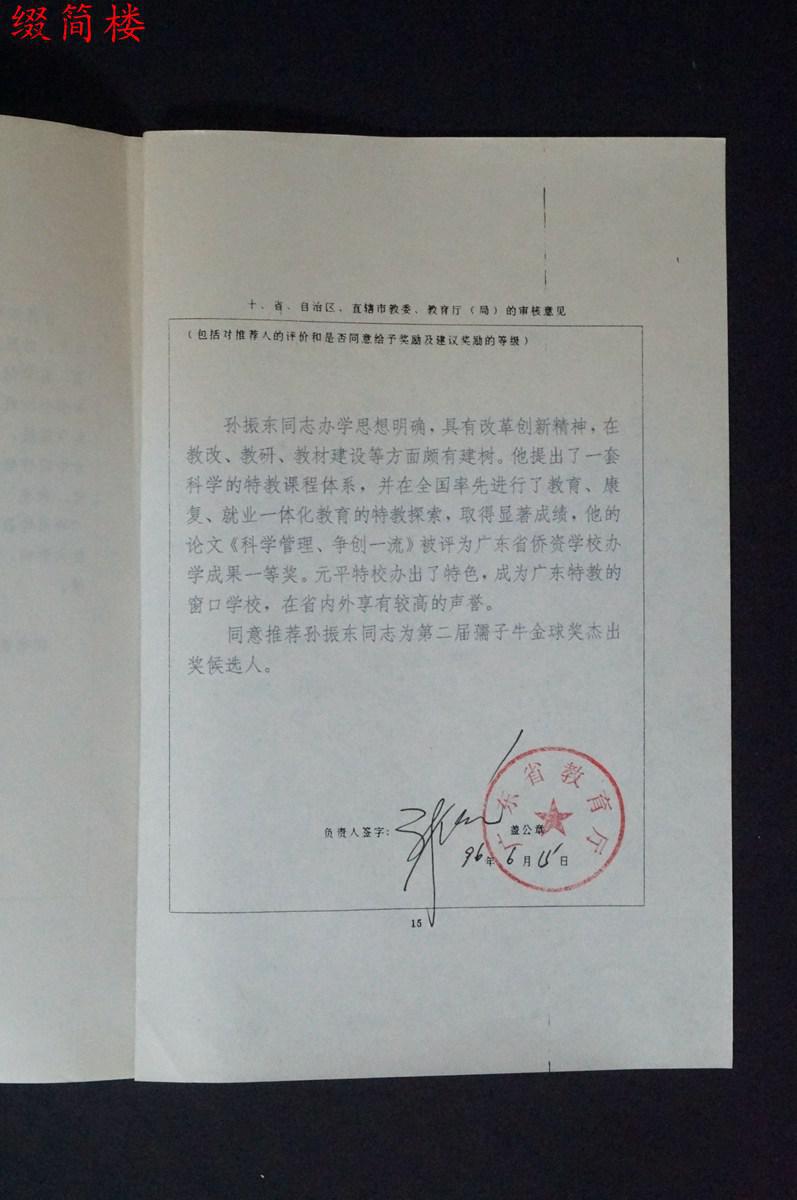 缀简楼
十、省、自治区、直辖市教委、教育厅（局）的审核意见
（包括对推荐人的评价和是否同意给予奖励及建议奖励的等级）
孙振东同志办学思想明确，具有改革创新精神，在
教改、教研、教材建设等方面颇有建树。他提出了一套
科学的特教课程体系，并在全国率先进行了教育、康
复、就业一体化教育的特教探索，取得显著成绩，他的
论文《科学管理、争创一流》被评为广东省侨资学校办
学成果一等奖。元平特校办出了特色，成为广东特教的
窗口学校，在省内外享有较高的声誉。
同意推荐孙振东同志为第二届孺子牛金球奖杰出
奖候选人。
广东省教育厅
负责人签字：
盖公章
96年6月15日
15